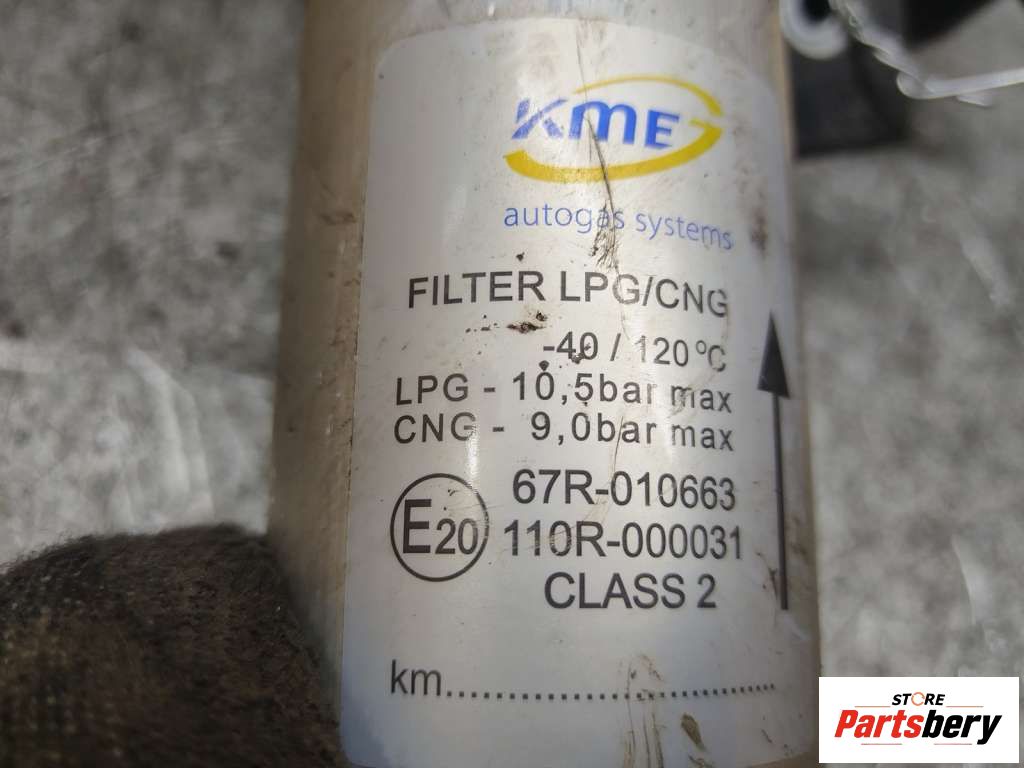 KME
autogas systems
FILTER LPG/CNG
-40 / 120 ºC
LPG - 10,5bar max
CNG - 9,0bar max
67R-010663
E20 110R-000031
CLASS 2
km...............................................
STORE
Partsbery